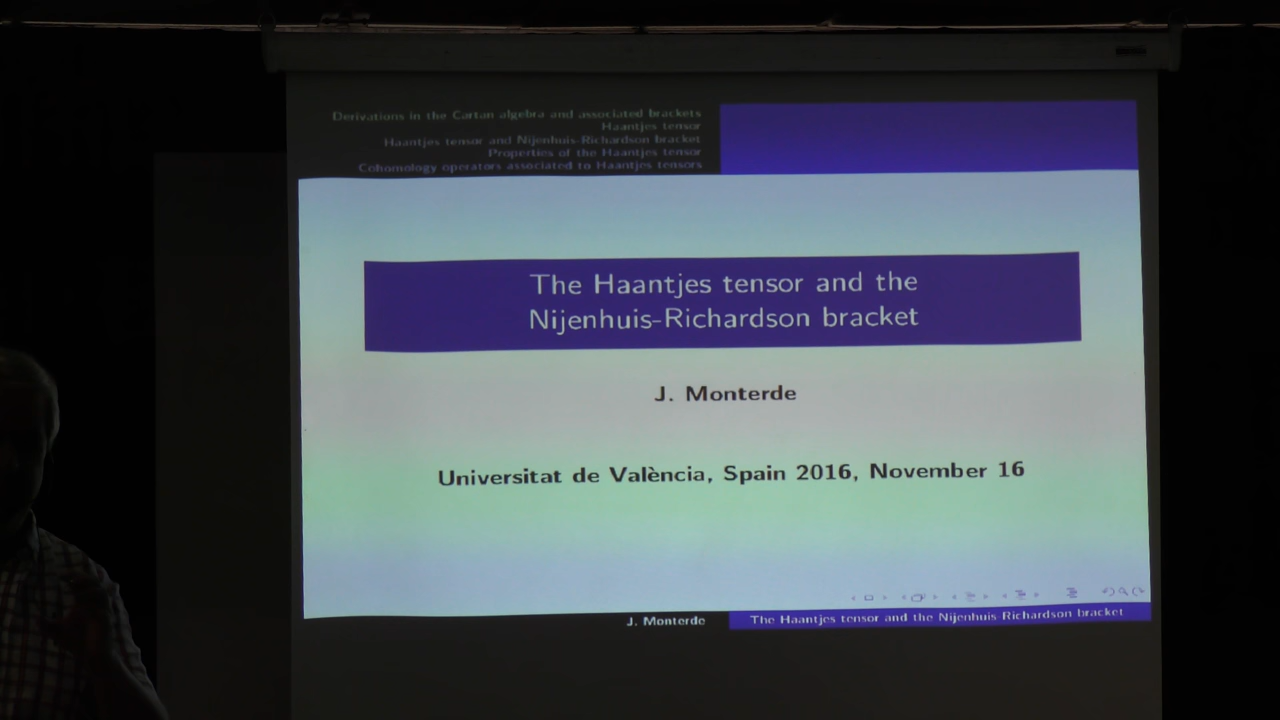 Derivations in the Cartan algebra and associated brackets
Haantjes tensor
Haantjes tensor and Nijenhuis-Richardson bracket
Properties of the Haantjes tensor
Cohomology operators associated to Haantjes tensors
The Haantjes tensor and the
Nijenhuis-Richardson bracket
J. Monterde
Universitat de València, Spain 2016, November 16
J. Monterde
The Haantjes tensor and the Nijenhuis-Richardson bracket